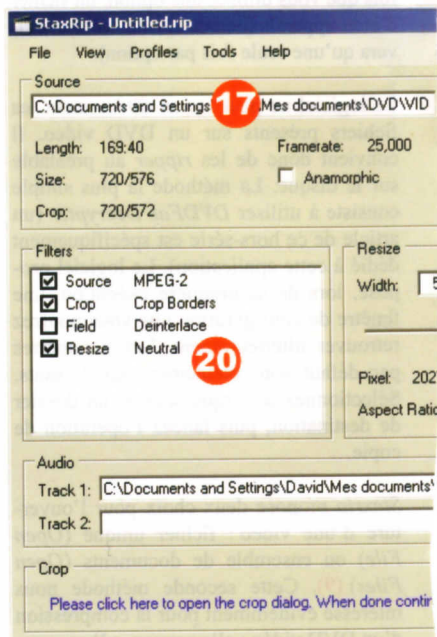 StaxRip - Untitled.rip
File View Profiles Tools Help
Source
C:\Documents and Settings 17 Mes documents\DVD\VID
Length: 169:40 Framerate: 25,000
Size: 720/576 Anamorphic
Crop: 720/572
Filters
Source MPEG-2
Crop Crop Borders
Field Deinterlace
Resize Neutral
20
Resize
Width: 5
Pixel: 202
Aspect Ratio
Audio
Track 1: C:\Documents and Settings\David\Mes documents\
Track 2:
Crop
Please click here to open the crop dialog. When done contin